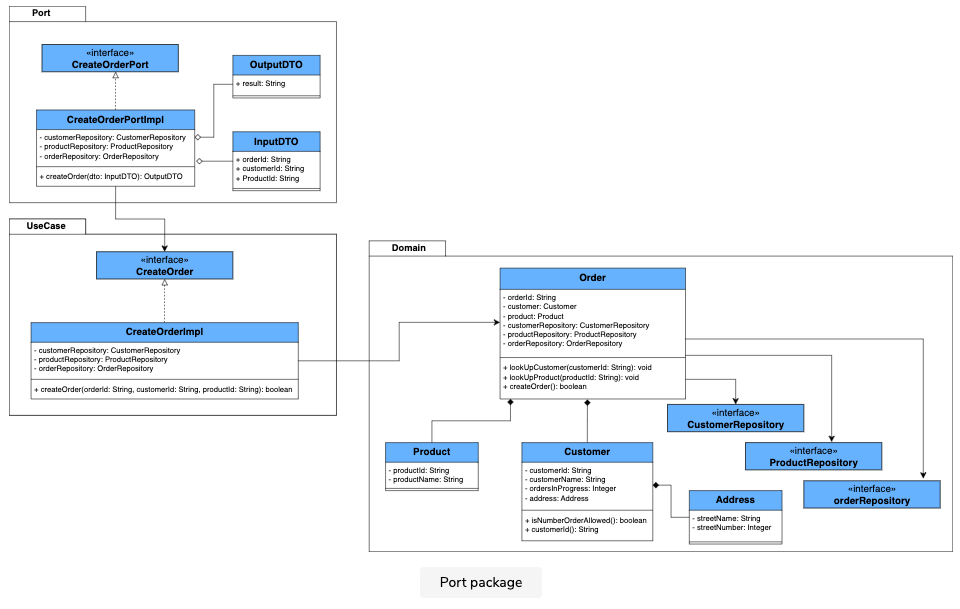 Port
«interface»
CreateOrderPort
OutputDTO
+ result: String
CreateOrderPortImpl
- customerRepository: CustomerRepository
- productRepository: ProductRepository
- orderRepository: OrderRepository
+ createOrder(dto: InputDTO): OutputDTO
InputDTO
+ orderId: String
+ customerId: String
+ ProductId: String
UseCase
«interface»
CreateOrder
CreateOrderImpl
- customerRepository: CustomerRepository
- productRepository: ProductRepository
- orderRepository: OrderRepository
+ createOrder(orderId: String, customerId: String, productId: String): boolean
Domain
Order
- orderId: String
- customer: Customer
- product: Product
- customerRepository: CustomerRepository
- productRepository: ProductRepository
- orderRepository: OrderRepository
+ lookUpCustomer(customerId: String): void
+ lookUpProduct(productId: String): void
+ createOrder(): boolean
«interface»
CustomerRepository
«interface»
ProductRepository
«interface»
orderRepository
Product
- productId: String
- productName: String
Customer
- customerId: String
- customerName: String
- ordersInProgress: Integer
- address: Address
+ isNumberOrderAllowed(): boolean
+ customerId(): String
Address
- streetName: String
- streetNumber: Integer
Port package